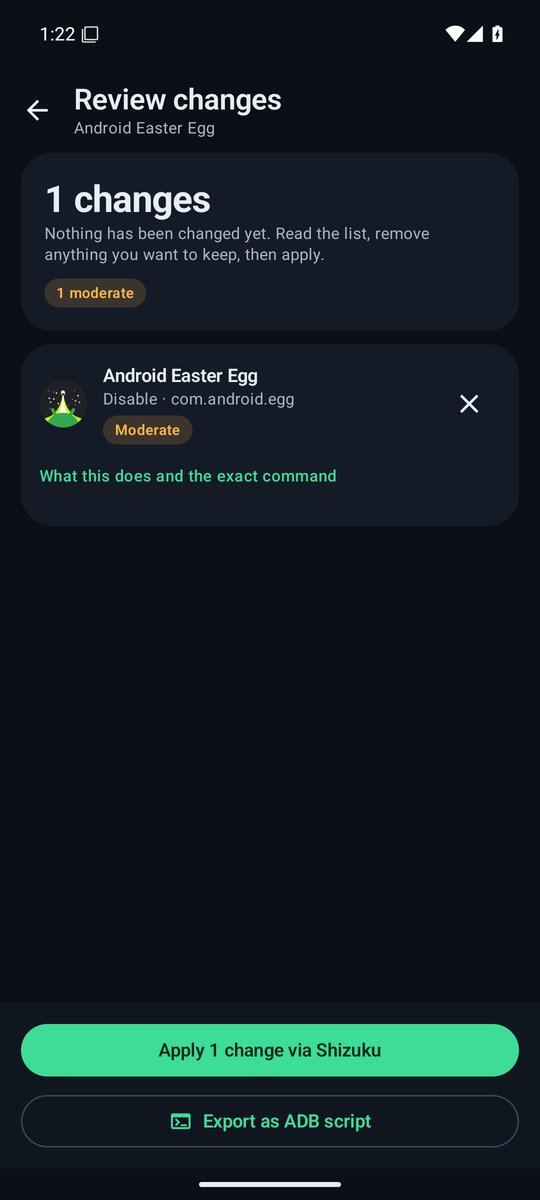 1:22
Review changes
Android Easter Egg
1 changes
Nothing has been changed yet. Read the list, remove
anything you want to keep, then apply.
1 moderate
Android Easter Egg
Disable · com.android.egg
Moderate
What this does and the exact command
Apply 1 change via Shizuku
Export as ADB script